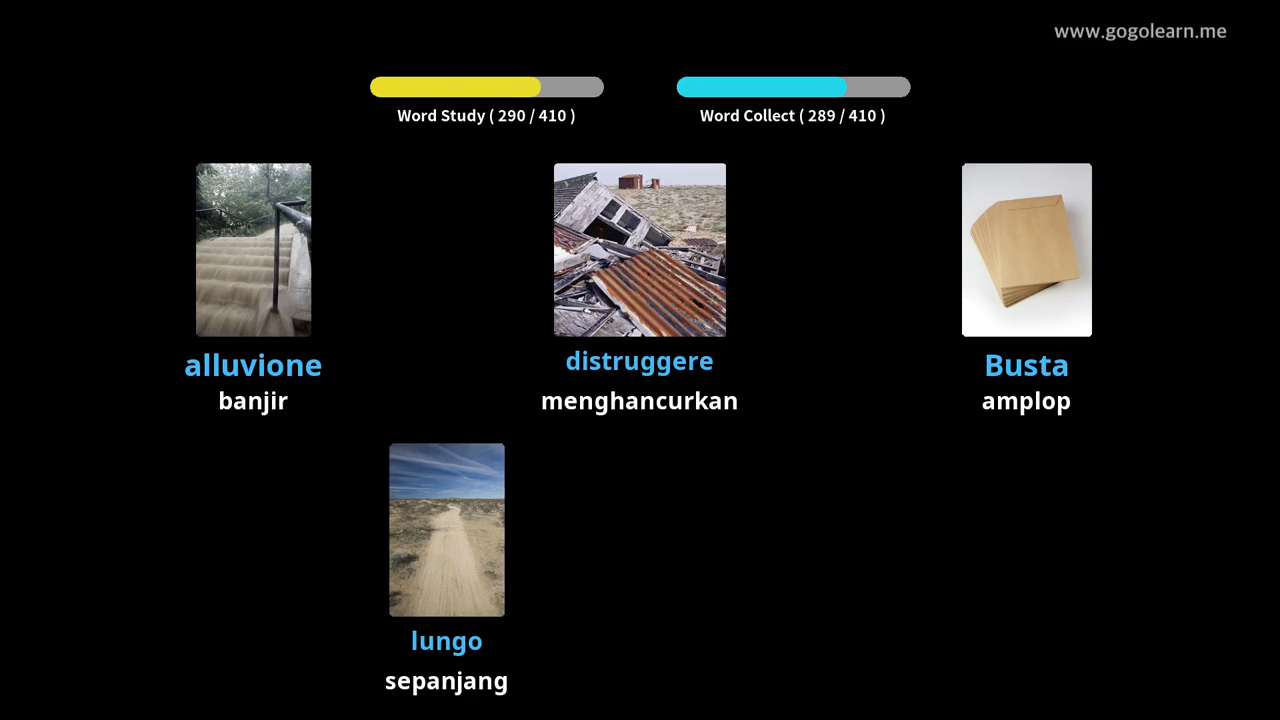 www.gogolearn.me
Word Study ( 290 / 410 )
Word Collect ( 289 / 410 )
alluvione
banjir
distruggere
menghancurkan
Busta
amplop
lungo
sepanjang